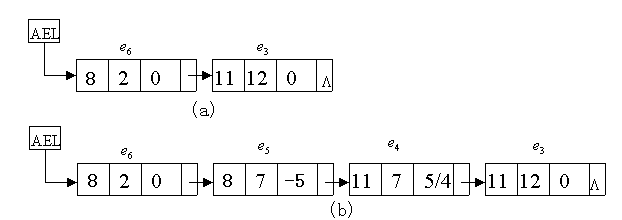 AEL
e6 e3
8 2 0 11 12 0 Λ
(a)
AEL
e6 e5 e4 e3
8 2 0 8 7 -5 11 7 5/4 11 12 0 Λ
(b)